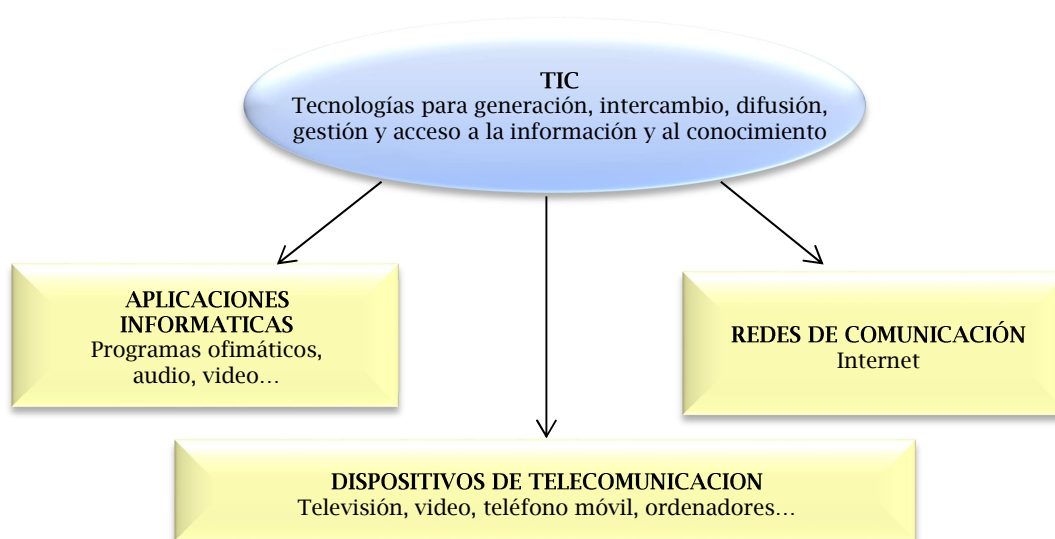 TIC
Tecnologías para generación, intercambio, difusión,
gestión y acceso a la información y al conocimiento
APLICACIONES
INFORMATICAS
Programas ofimáticos,
audio, video…
REDES DE COMUNICACIÓN
Internet
DISPOSITIVOS DE TELECOMUNICACION
Televisión, video, teléfono móvil, ordenadores…